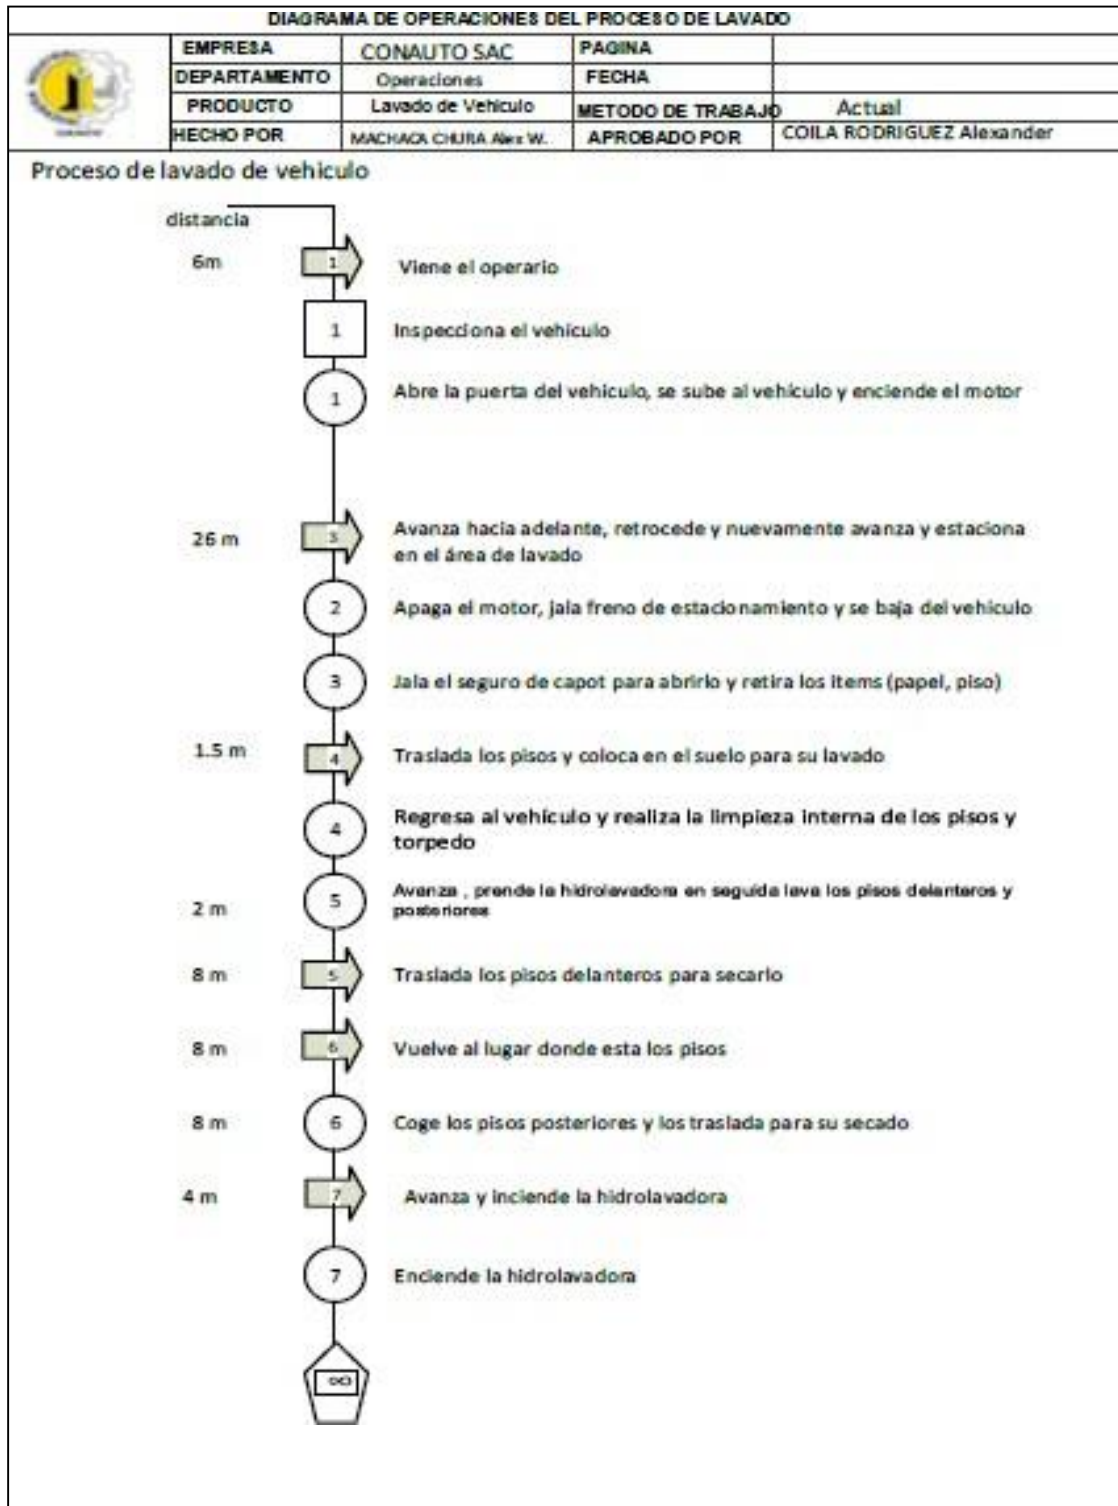 DIAGRAMA DE OPERACIONES DEL PROCESO DE LAVADO
EMPRESA CONAUTO SAC PAGINA
DEPARTAMENTO Operaciones FECHA
PRODUCTO Lavado de Vehiculo METODO DE TRABAJO Actual
HECHO POR MACHACA CHURA Alex W. APROBADO POR COILA RODRIGUEZ Alexander
Proceso de lavado de vehiculo
distancia
6m 1 Viene el operario
1 Inspecciona el vehiculo
1 Abre la puerta del vehiculo, se sube al vehiculo y enciende el motor
26 m 3 Avanza hacia adelante, retrocede y nuevamente avanza y estaciona
en el área de lavado
2 Apaga el motor, jala freno de estacionamiento y se baja del vehiculo
3 Jala el seguro de capot para abrirlo y retira los items (papel, piso)
1.5 m 4 Traslada los pisos y coloca en el suelo para su lavado
4 Regresa al vehiculo y realiza la limpieza interna de los pisos y
torpedo
2 m 5 Avanza , prende la hidrolavadora en seguida lava los pisos delanteros y
posteriores
8 m 5 Traslada los pisos delanteros para secarlo
8 m 6 Vuelve al lugar donde esta los pisos
8 m 6 Coge los pisos posteriores y los traslada para su secado
4 m 7 Avanza y inciende la hidrolavadora
7 Enciende la hidrolavadora